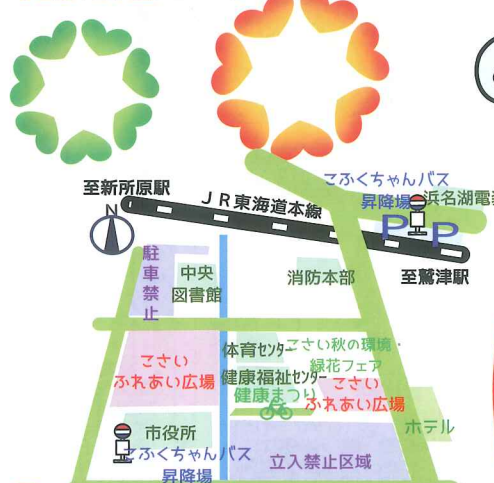 こふくちゃんバス
昇降場
浜名湖電
P P
至新所原駅
JR東海道本線
N
至鷲津駅
駐車禁止
中央
図書館
消防本部
体育センター
こさい秋の環境・
緑花フェア
こさい
ふれあい広場
健康福祉センター
健康まつり
こさい
ふれあい広場
ホテル
市役所
こふくちゃんバス
昇降場
立入禁止区域